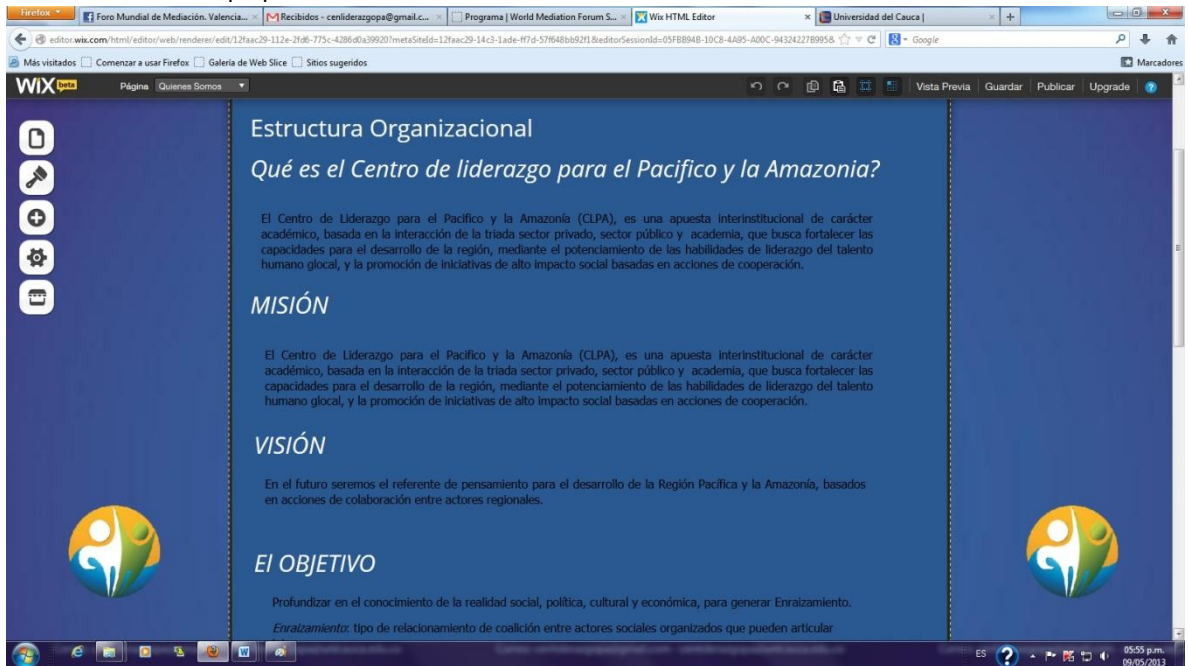 Firefox
Foro Mundial de Mediación. Valencia...
Recibidos - cenliderazgopa@gmail.c...
Programa | World Mediation Forum S...
Wix HTML Editor
Universidad del Cauca |
Google
Más visitados
Comenzar a usar Firefox
Galería de Web Slice
Sitios sugeridos
Marcadores
WiX beta
Página
Quienes Somos
Vista Previa
Guardar
Publicar
Upgrade
Estructura Organizacional
Qué es el Centro de liderazgo para el Pacifico y la Amazonia?
El Centro de Liderazgo para el Pacifico y la Amazonía (CLPA), es una apuesta interinstitucional de carácter
académico, basada en la interacción de la triada sector privado, sector público y academia, que busca fortalecer las
capacidades para el desarrollo de la región, mediante el potenciamiento de las habilidades de liderazgo del talento
humano glocal, y la promoción de iniciativas de alto impacto social basadas en acciones de cooperación.
MISIÓN
El Centro de Liderazgo para el Pacifico y la Amazonía (CLPA), es una apuesta interinstitucional de carácter
académico, basada en la interacción de la triada sector privado, sector público y academia, que busca fortalecer las
capacidades para el desarrollo de la región, mediante el potenciamiento de las habilidades de liderazgo del talento
humano glocal, y la promoción de iniciativas de alto impacto social basadas en acciones de cooperación.
VISIÓN
En el futuro seremos el referente de pensamiento para el desarrollo de la Región Pacífica y la Amazonía, basados
en acciones de colaboración entre actores regionales.
El OBJETIVO
Profundizar en el conocimiento de la realidad social, política, cultural y económica, para generar Enraizamiento.
Enraizamiento: tipo de relacionamiento de coalición entre actores sociales organizados que pueden articular
ES
05:55 p.m.
09/05/2013